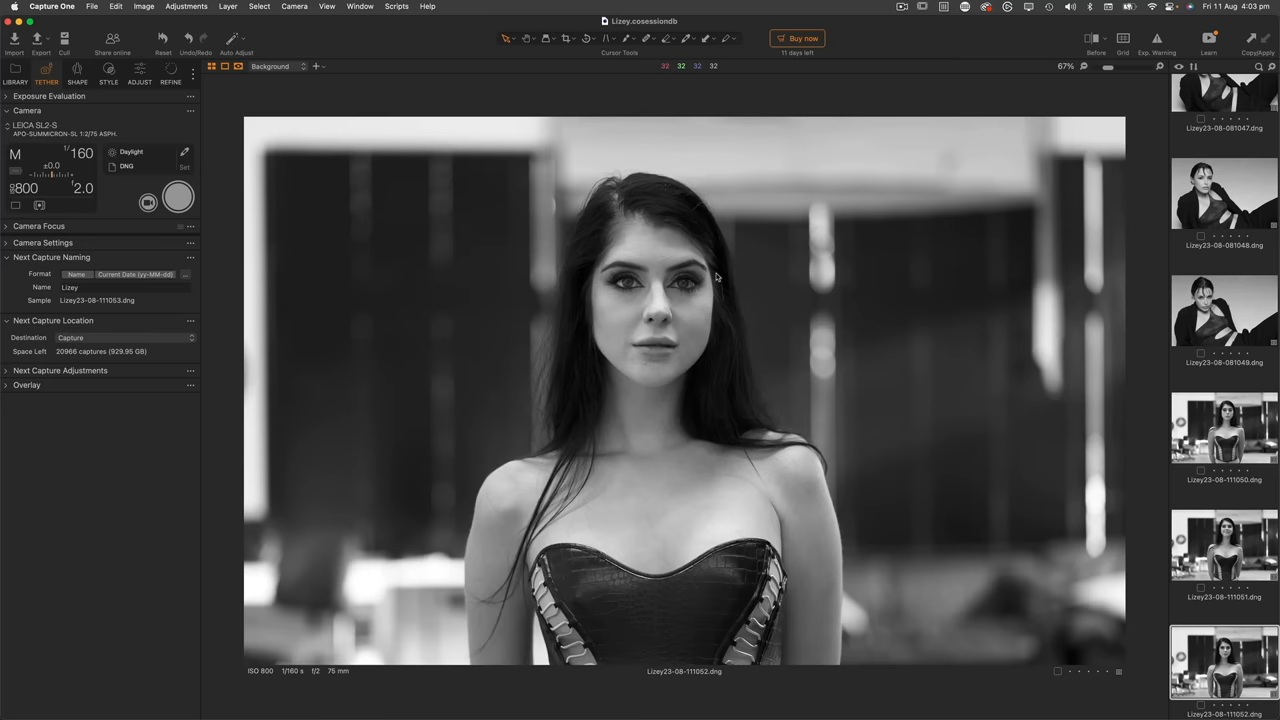 Capture One File Edit Image Adjustments Layer Select Camera View Window Scripts Help Fri 11 Aug 4:03 pm
Lizey.cosessiondb
Import Export Cull Share online Reset Undo/Redo Auto Adjust Cursor Tools Buy now 11 days left Before Grid Exp. Warning Learn Copy/Apply
LIBRARY TETHER SHAPE STYLE ADJUST REFINE
Background
32 32 32 32
67%
Exposure Evaluation
Camera
LEICA SL2-S
APO-SUMMICRON-SL 1:2/75 ASPH.
M 1/160 Daylight
±0.0
DNG Set
800 f2.0
Camera Focus
Camera Settings
Next Capture Naming
Format Name Current Date (yy-MM-dd) ...
Name Lizey
Sample Lizey23-08-111053.dng
Next Capture Location
Destination Capture
Space Left 20966 captures (929.95 GB)
Next Capture Adjustments
Overlay
ISO 800 1/160 s f/2 75 mm
Lizey23-08-111052.dng
Lizey23-08-081047.dng
Lizey23-08-081048.dng
Lizey23-08-081049.dng
Lizey23-08-111050.dng
Lizey23-08-111051.dng
Lizey23-08-111052.dng